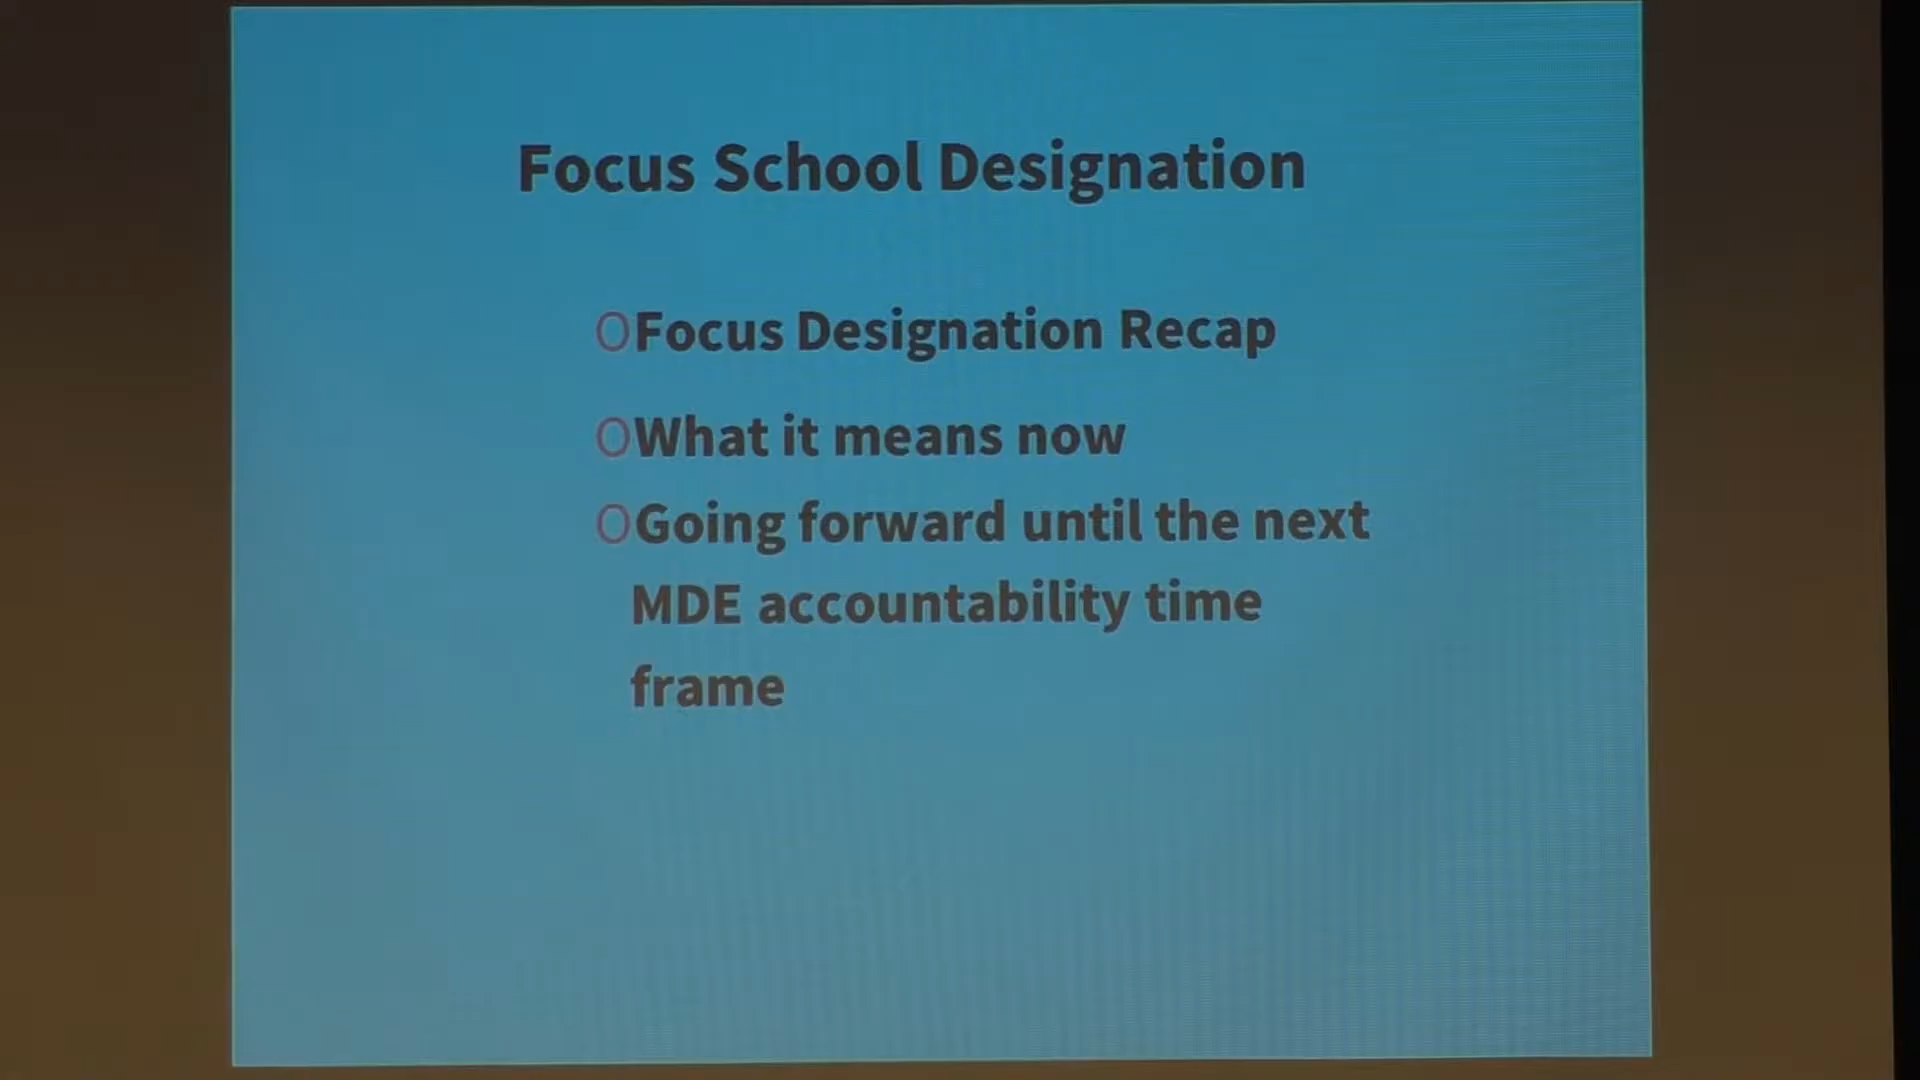 Focus School Designation
OFocus Designation Recap
OWhat it means now
OGoing forward until the next
MDE accountability time
frame